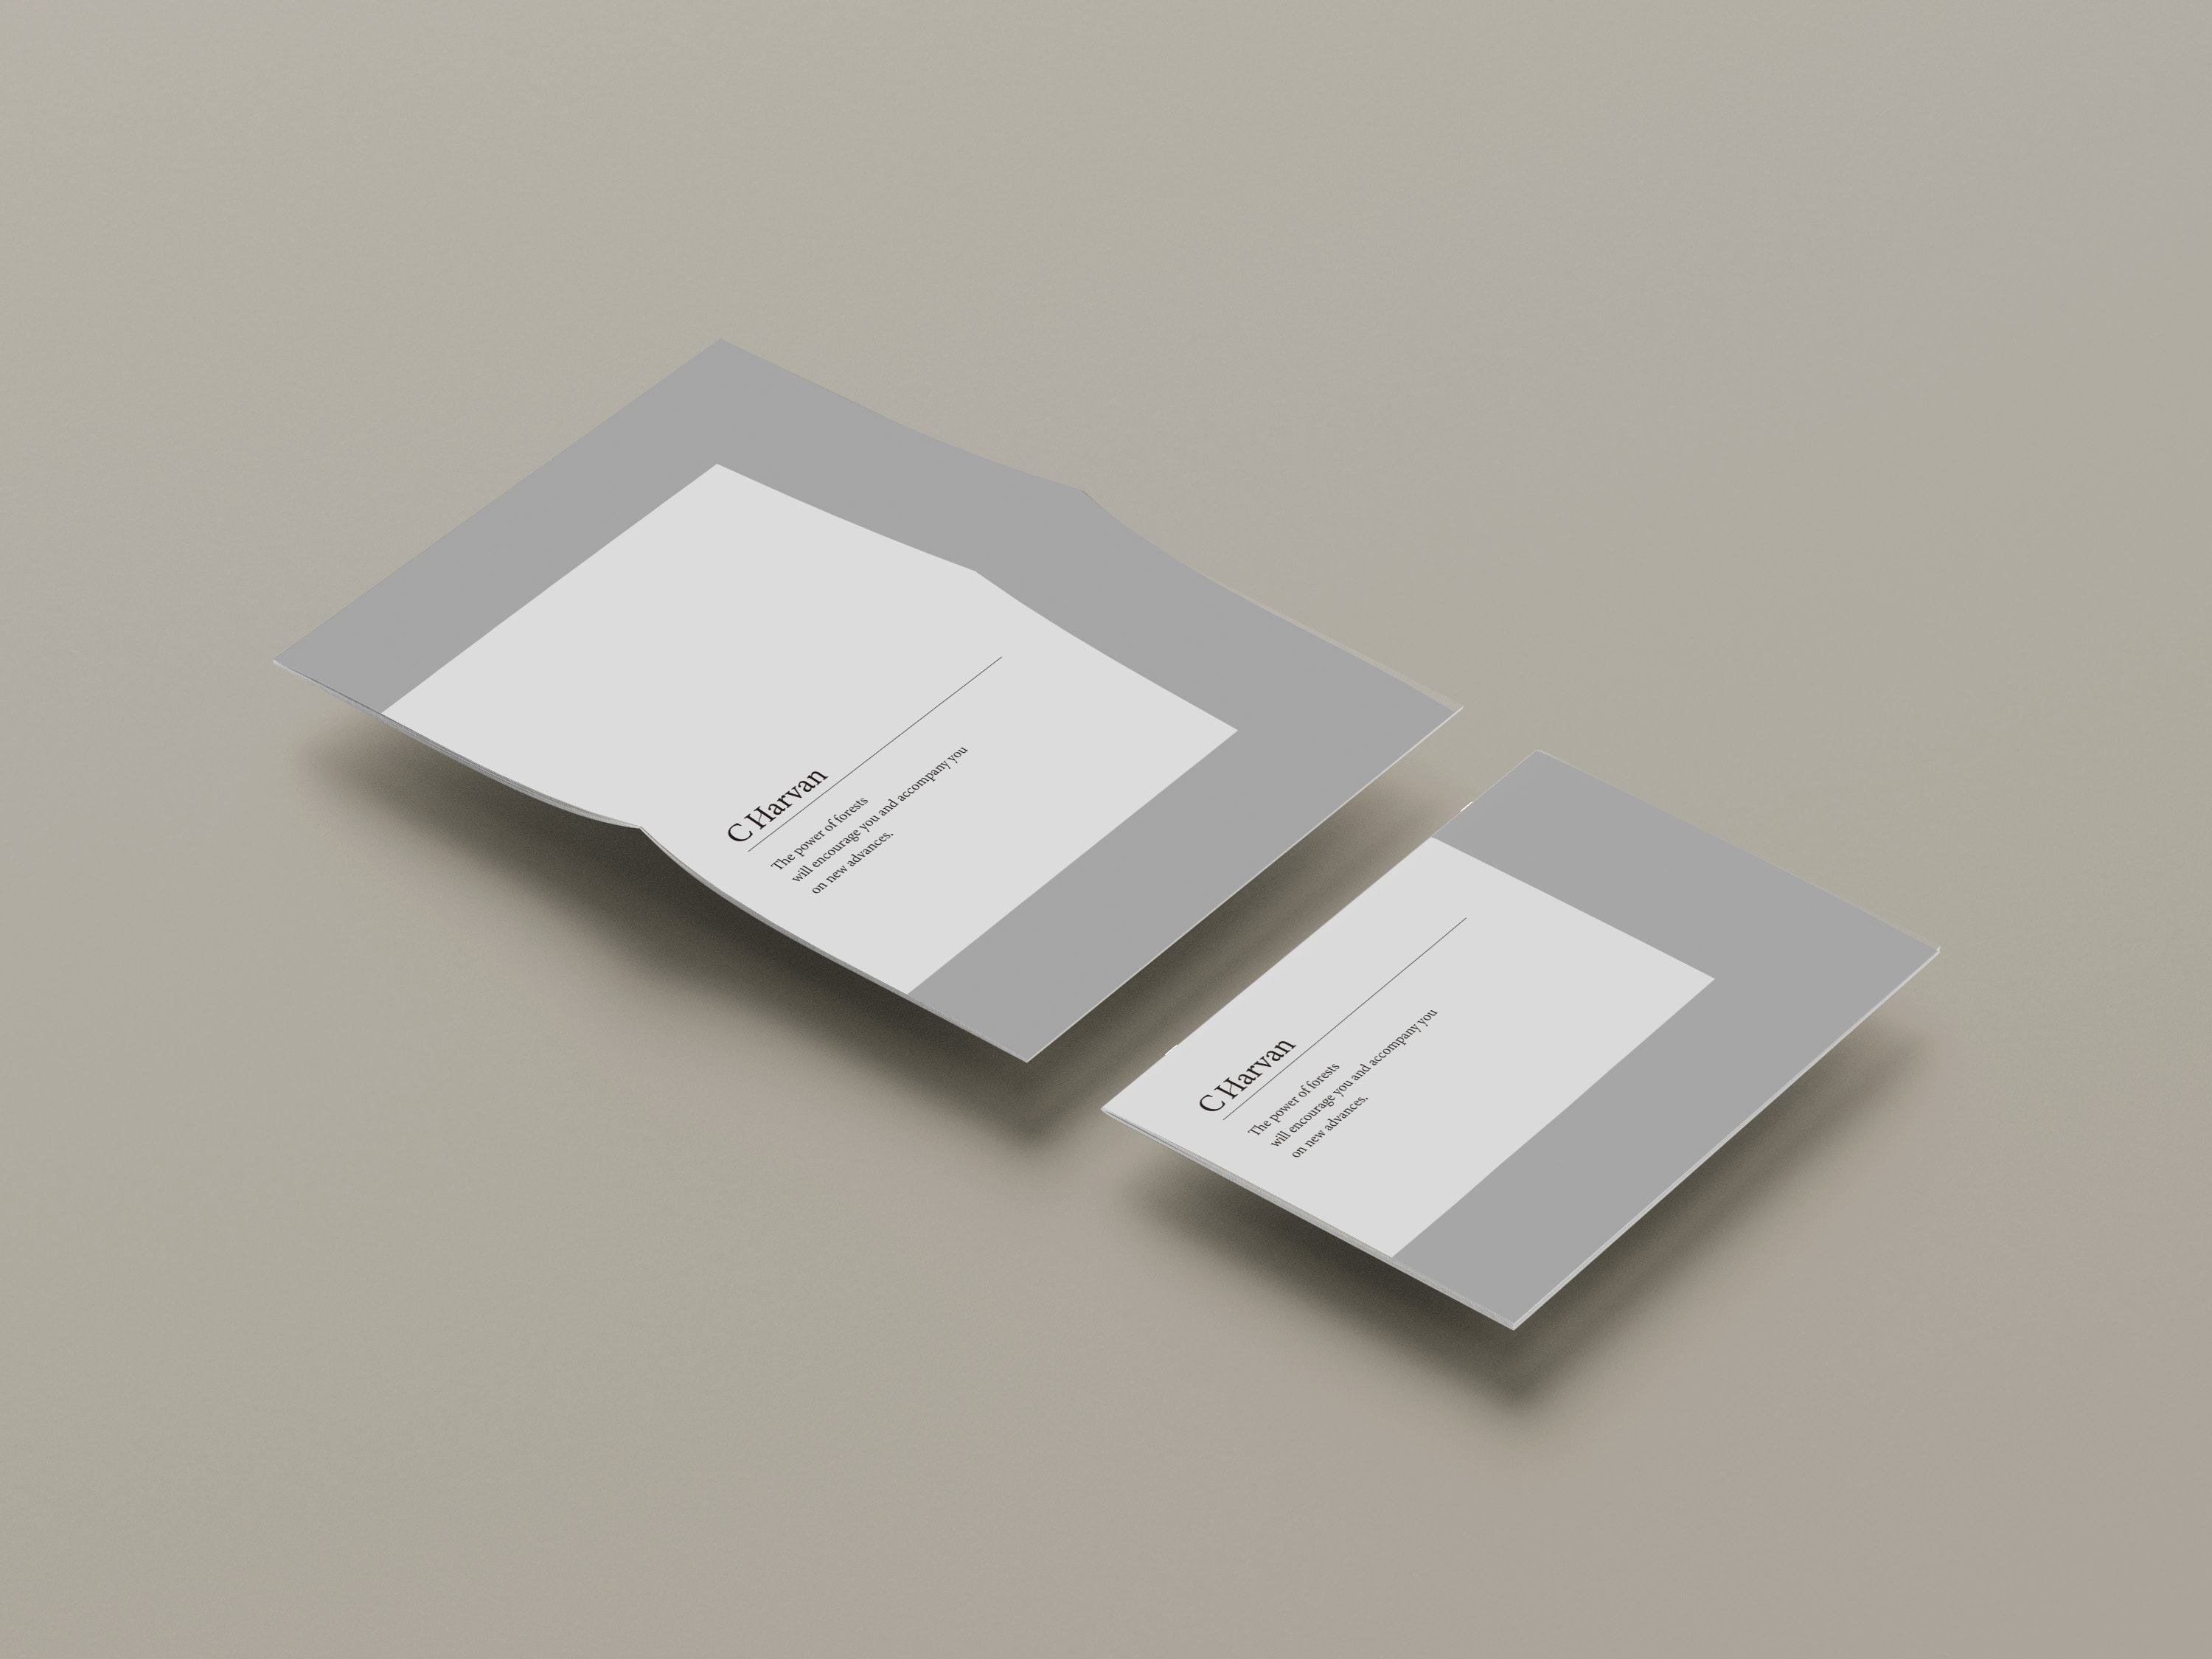 C Harvan
The power of forests
will encourage you and accompany you
on new advances.
C Harvan
The power of forests
will encourage you and accompany you
on new advances.